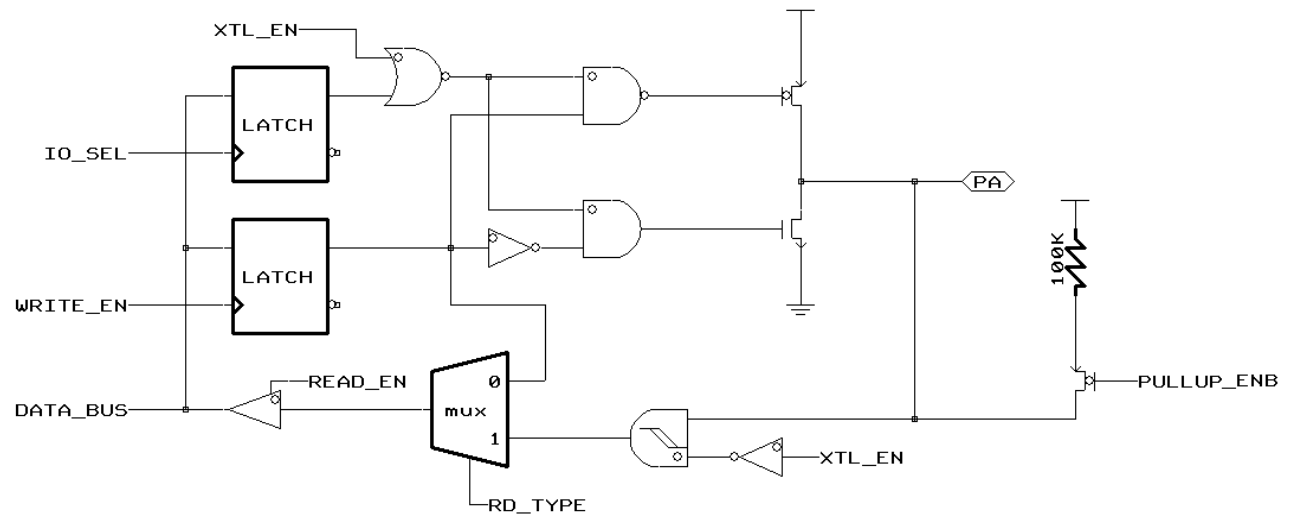 XTL_EN
LATCH
IO_SEL
PA
100K
LATCH
WRITE_EN
READ_EN
0
PULLUP_ENB
DATA_BUS
mux
1
XTL_EN
RD_TYPE